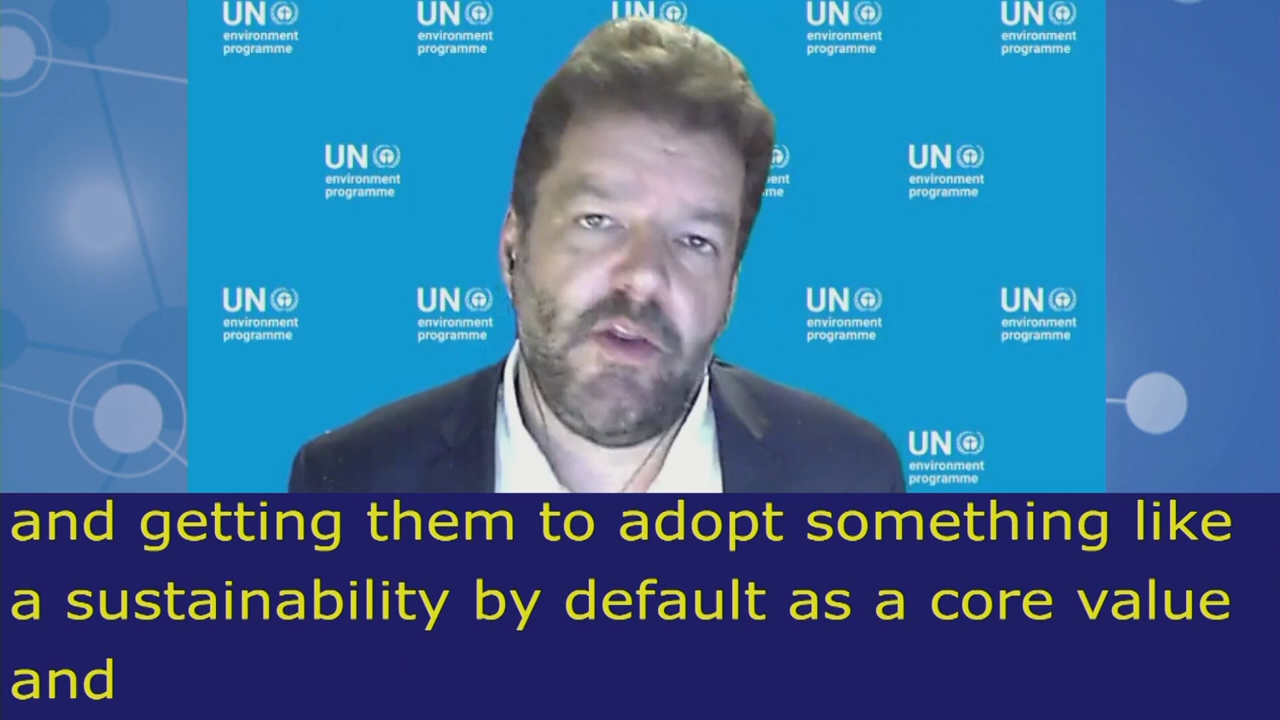 UN
environment
programme
UN
environment
programme
UN
UN
environment
programme
UN
environment
programme
UN
environment
programme
UN
environment
programme
UN
environment
programme
UN
environment
programme
UN
environment
programme
UN
environment
programme
UN
environment
programme
and getting them to adopt something like
a sustainability by default as a core value
and